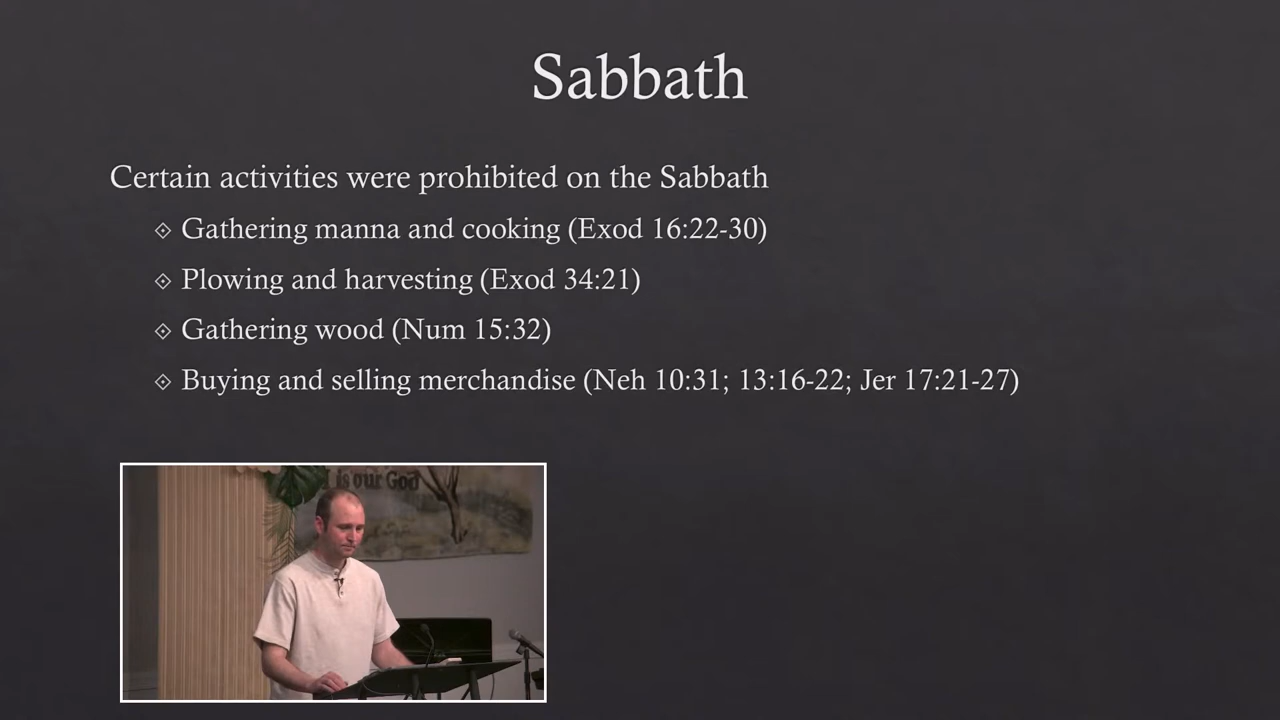 Sabbath
Certain activities were prohibited on the Sabbath
Gathering manna and cooking (Exod 16:22-30)
Plowing and harvesting (Exod 34:21)
Gathering wood (Num 15:32)
Buying and selling merchandise (Neh 10:31; 13:16-22; Jer 17:21-27)
is our God